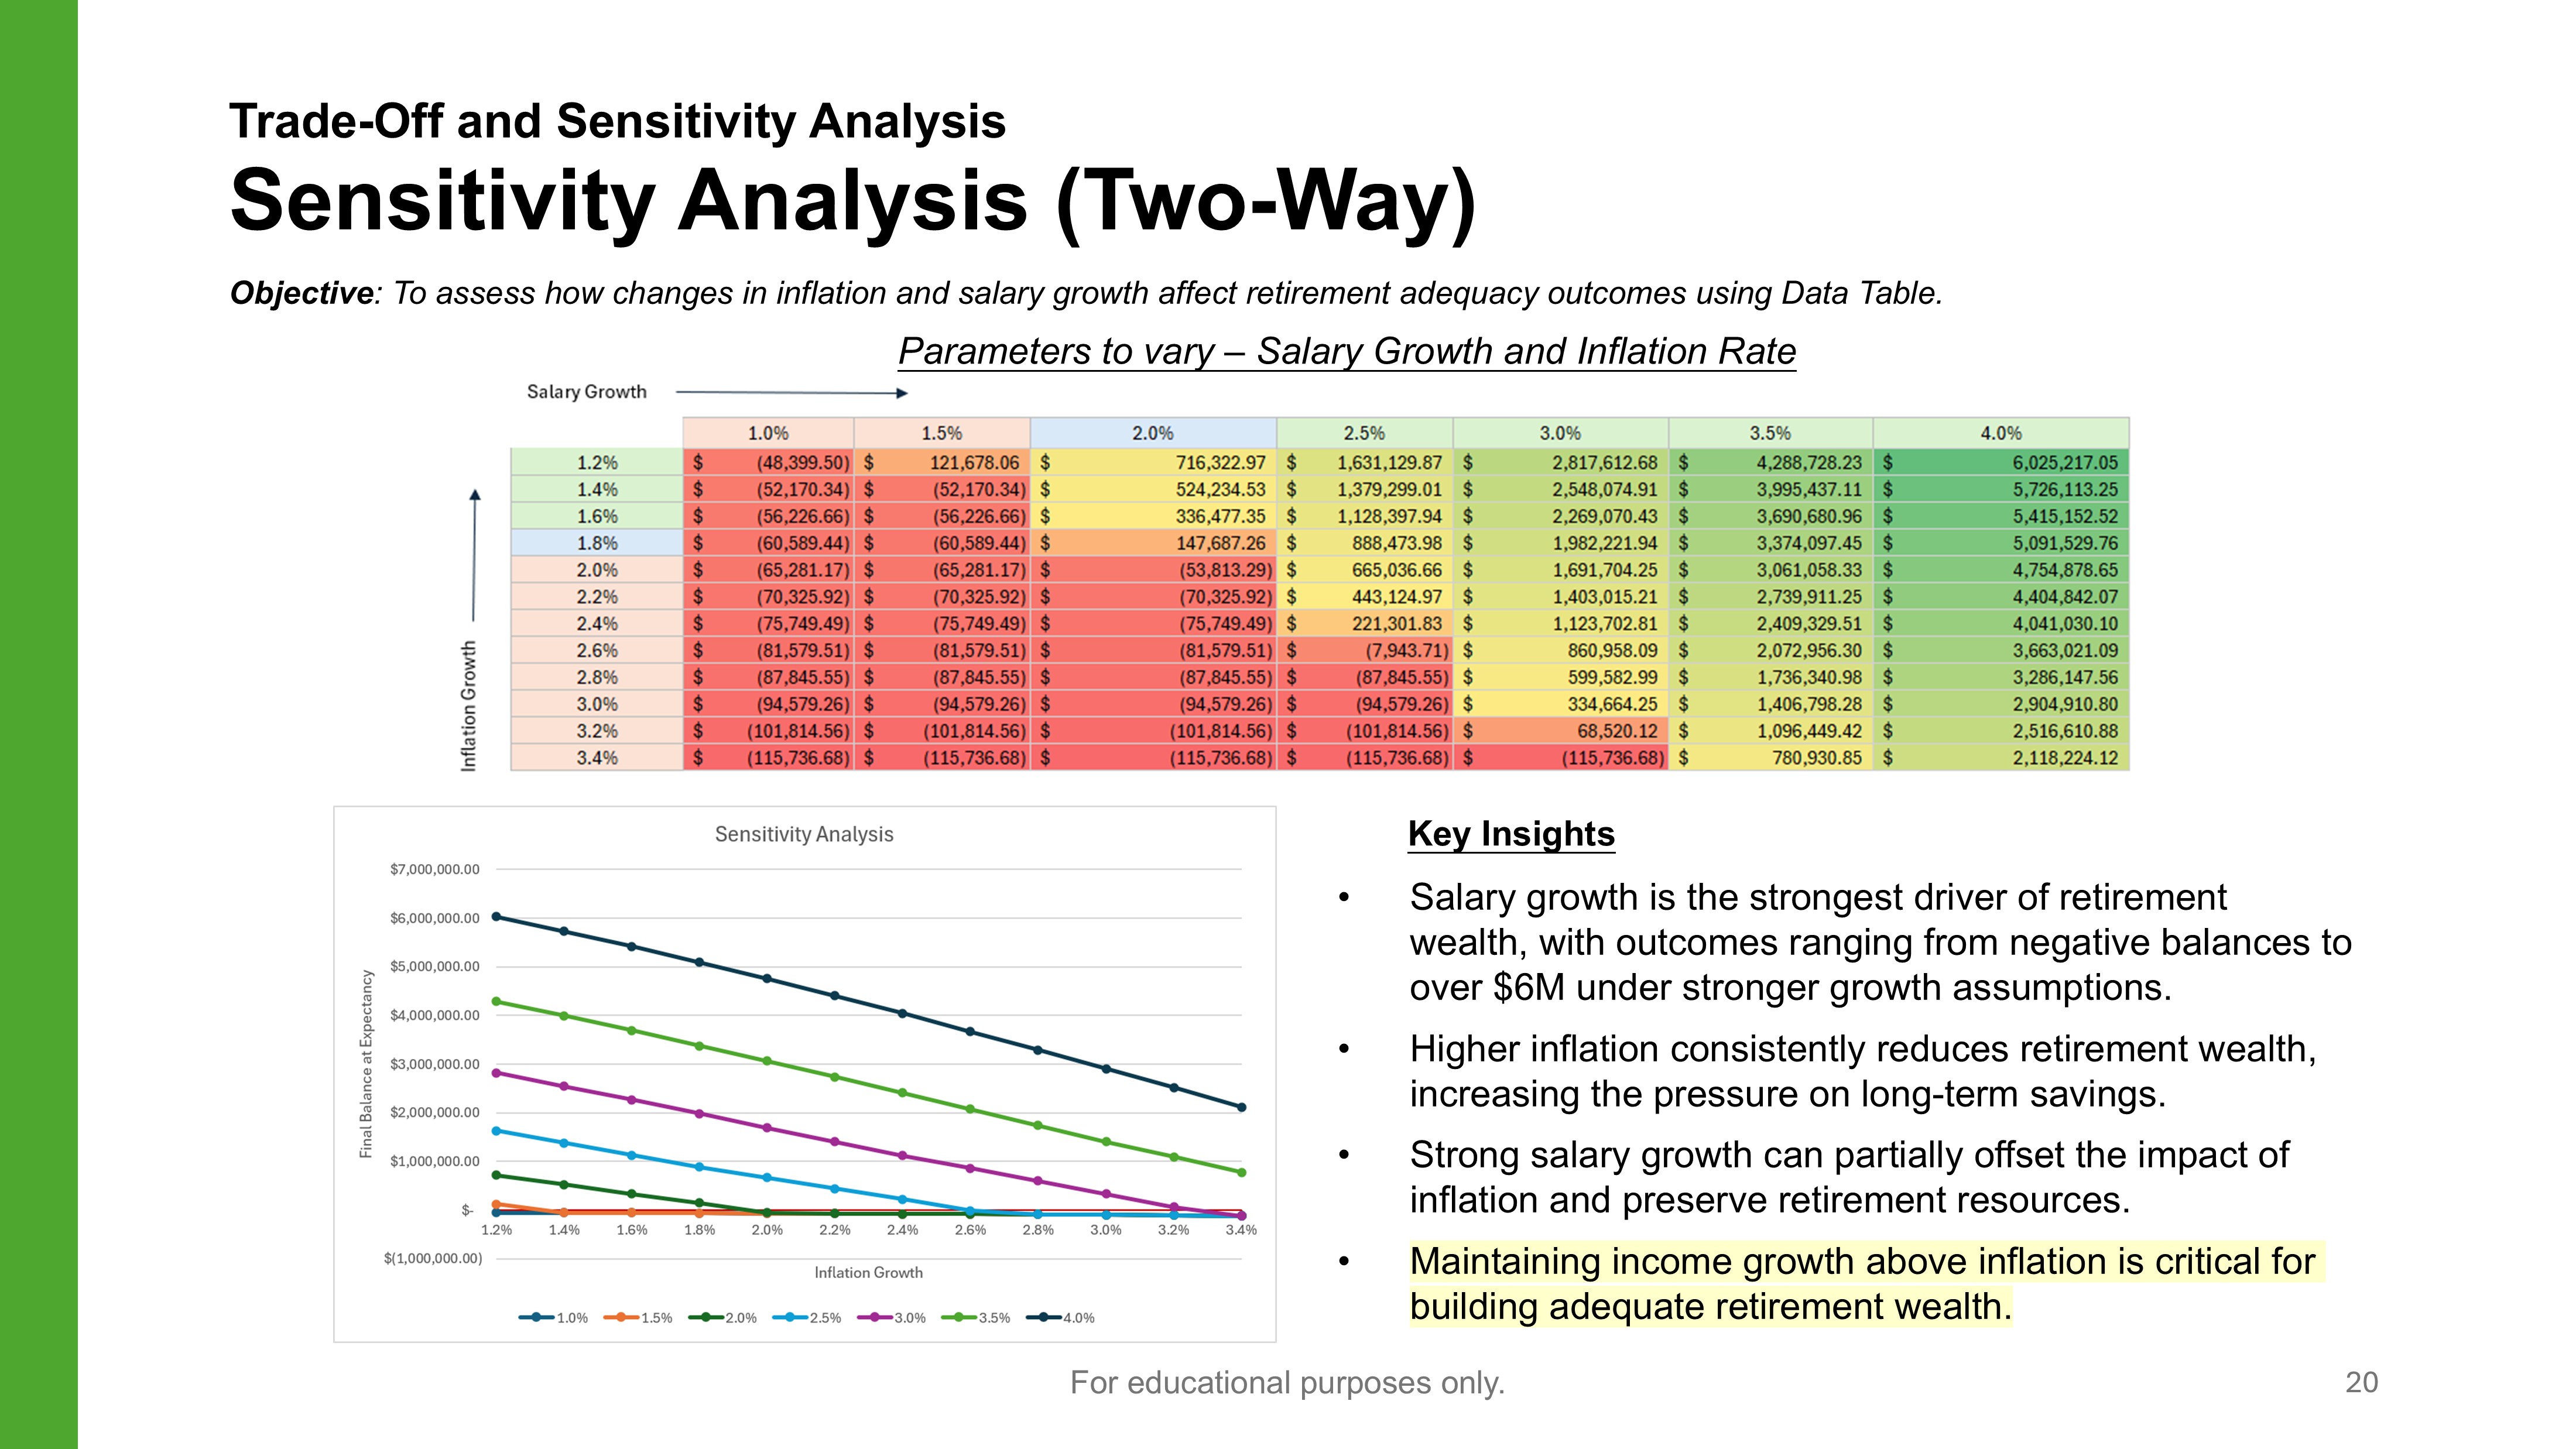 Trade-Off and Sensitivity Analysis
Sensitivity Analysis (Two-Way)
Objective: To assess how changes in inflation and salary growth affect retirement adequacy outcomes using Data Table.
Parameters to vary – Salary Growth and Inflation Rate
Salary Growth
1.0% 1.5% 2.0% 2.5% 3.0% 3.5% 4.0%
1.2% $ (48,399.50) $ 121,678.06 $ 716,322.97 $ 1,631,129.87 $ 2,817,612.68 $ 4,288,728.23 $ 6,025,217.05
1.4% $ (52,170.34) $ (52,170.34) $ 524,234.53 $ 1,379,299.01 $ 2,548,074.91 $ 3,995,437.11 $ 5,726,113.25
1.6% $ (56,226.66) $ (56,226.66) $ 336,477.35 $ 1,128,397.94 $ 2,269,070.43 $ 3,690,680.96 $ 5,415,152.52
1.8% $ (60,589.44) $ (60,589.44) $ 147,687.26 $ 888,473.98 $ 1,982,221.94 $ 3,374,097.45 $ 5,091,529.76
2.0% $ (65,281.17) $ (65,281.17) $ (53,813.29) $ 665,036.66 $ 1,691,704.25 $ 3,061,058.33 $ 4,754,878.65
2.2% $ (70,325.92) $ (70,325.92) $ (70,325.92) $ 443,124.97 $ 1,403,015.21 $ 2,739,911.25 $ 4,404,842.07
2.4% $ (75,749.49) $ (75,749.49) $ (75,749.49) $ 221,301.83 $ 1,123,702.81 $ 2,409,329.51 $ 4,041,030.10
2.6% $ (81,579.51) $ (81,579.51) $ (81,579.51) $ (7,943.71) $ 860,958.09 $ 2,072,956.30 $ 3,663,021.09
2.8% $ (87,845.55) $ (87,845.55) $ (87,845.55) $ (87,845.55) $ 599,582.99 $ 1,736,340.98 $ 3,286,147.56
3.0% $ (94,579.26) $ (94,579.26) $ (94,579.26) $ (94,579.26) $ 334,664.25 $ 1,406,798.28 $ 2,904,910.80
3.2% $ (101,814.56) $ (101,814.56) $ (101,814.56) $ (101,814.56) $ 68,520.12 $ 1,096,449.42 $ 2,516,610.88
3.4% $ (115,736.68) $ (115,736.68) $ (115,736.68) $ (115,736.68) $ (115,736.68) $ 780,930.85 $ 2,118,224.12
Inflation Growth
Sensitivity Analysis
$7,000,000.00
$6,000,000.00
$5,000,000.00
$4,000,000.00
$3,000,000.00
$2,000,000.00
$1,000,000.00
$-
$(1,000,000.00)
Final Balance at Expectancy
1.2% 1.4% 1.6% 1.8% 2.0% 2.2% 2.4% 2.6% 2.8% 3.0% 3.2% 3.4%
Inflation Growth
1.0% 1.5% 2.0% 2.5% 3.0% 3.5% 4.0%
Key Insights
• Salary growth is the strongest driver of retirement
wealth, with outcomes ranging from negative balances to
over $6M under stronger growth assumptions.
• Higher inflation consistently reduces retirement wealth,
increasing the pressure on long-term savings.
• Strong salary growth can partially offset the impact of
inflation and preserve retirement resources.
• Maintaining income growth above inflation is critical for
building adequate retirement wealth.
For educational purposes only.
20